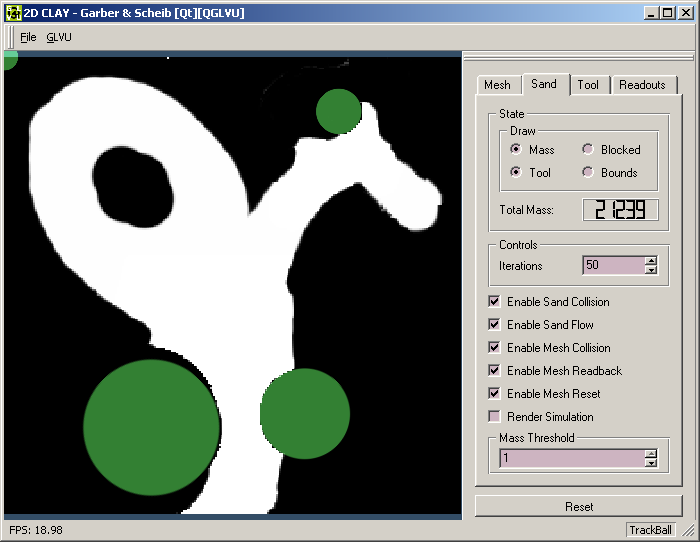 2D CLAY - Garber & Scheib [Qt][QGLVU]
File GLVU
Mesh Sand Tool Readouts
State
Draw
Mass Blocked
Tool Bounds
Total Mass: 21239
Controls
Iterations 50
Enable Sand Collision
Enable Sand Flow
Enable Mesh Collision
Enable Mesh Readback
Enable Mesh Reset
Render Simulation
Mass Threshold
1
Reset
FPS: 18.98 TrackBall